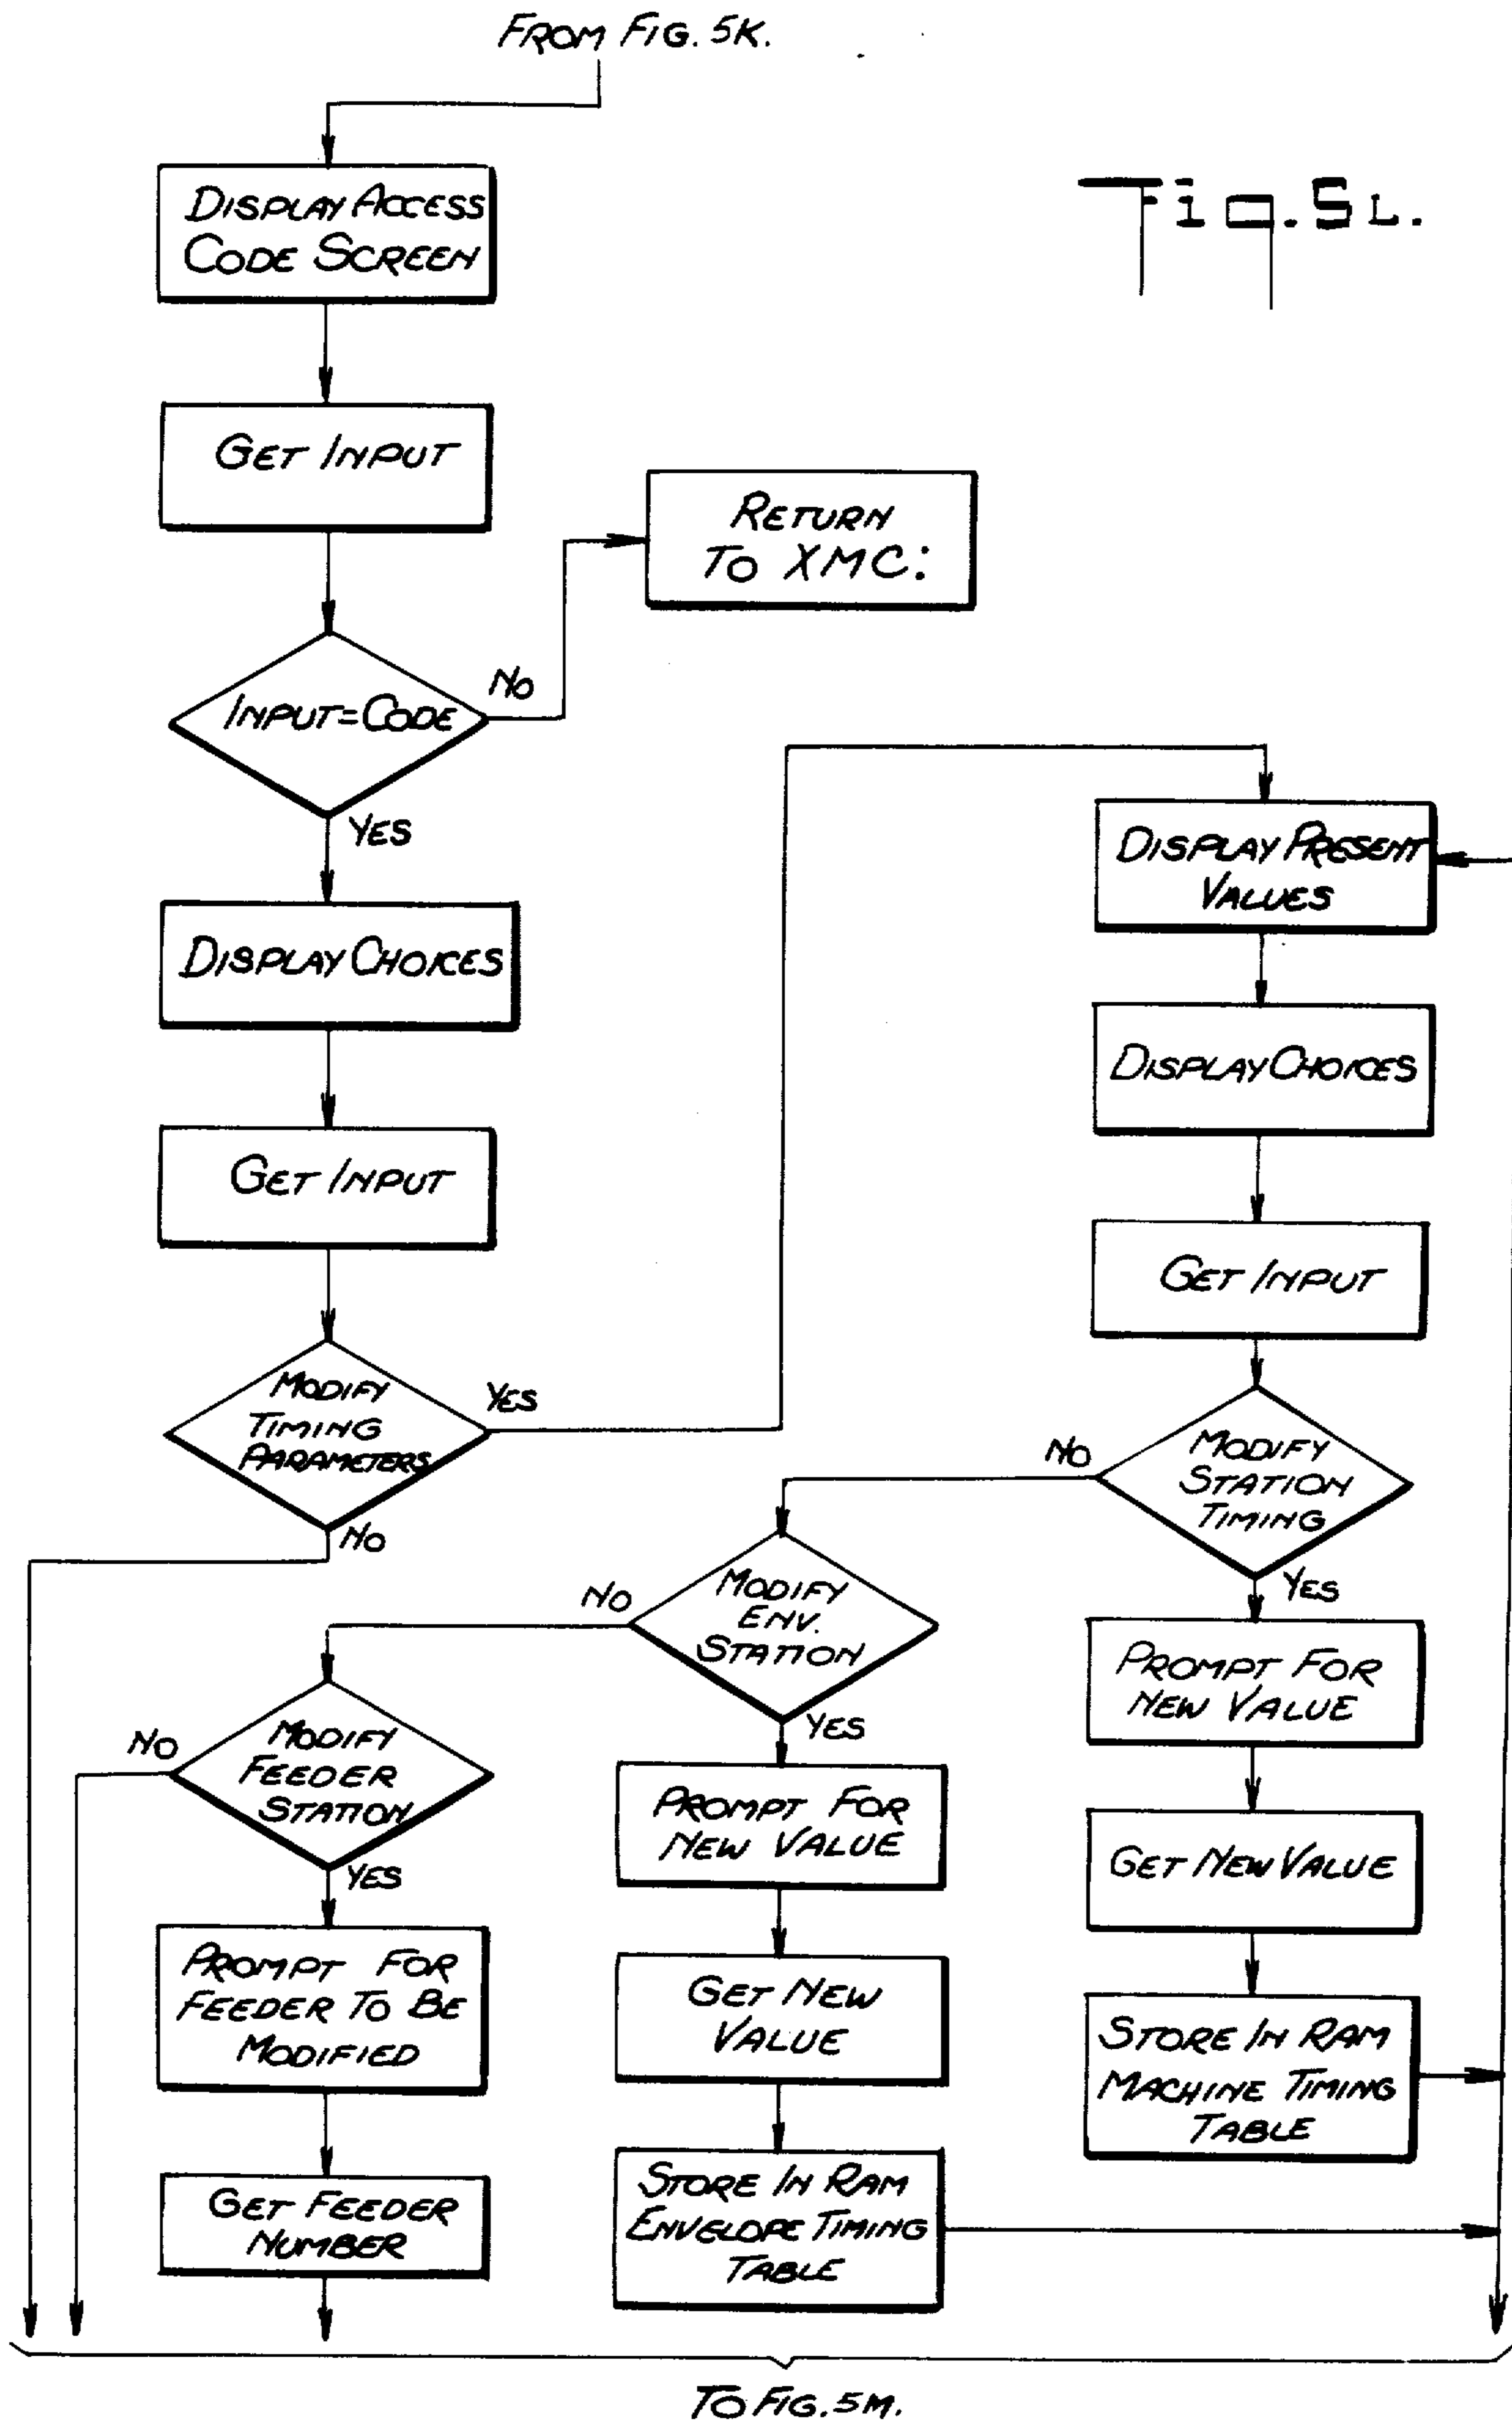 FROM FIG. 5K.
Fig. 5L.
DISPLAY ACCESS
CODE SCREEN
GET INPUT
RETURN
TO XMC:
INPUT=CODE
NO
YES
DISPLAY CHOICES
GET INPUT
MODIFY
TIMING
PARAMETERS
YES
NO
DISPLAY PRESENT
VALUES
DISPLAY CHOICES
GET INPUT
MODIFY
STATION
TIMING
NO
YES
PROMPT FOR
NEW VALUE
GET NEW VALUE
STORE IN RAM
MACHINE TIMING
TABLE
MODIFY
ENV.
STATION
NO
YES
PROMPT FOR
NEW VALUE
GET NEW
VALUE
STORE IN RAM
ENVELOPE TIMING
TABLE
MODIFY
FEEDER
STATION
NO
YES
PROMPT FOR
FEEDER TO BE
MODIFIED
GET FEEDER
NUMBER
TO FIG. 5M.